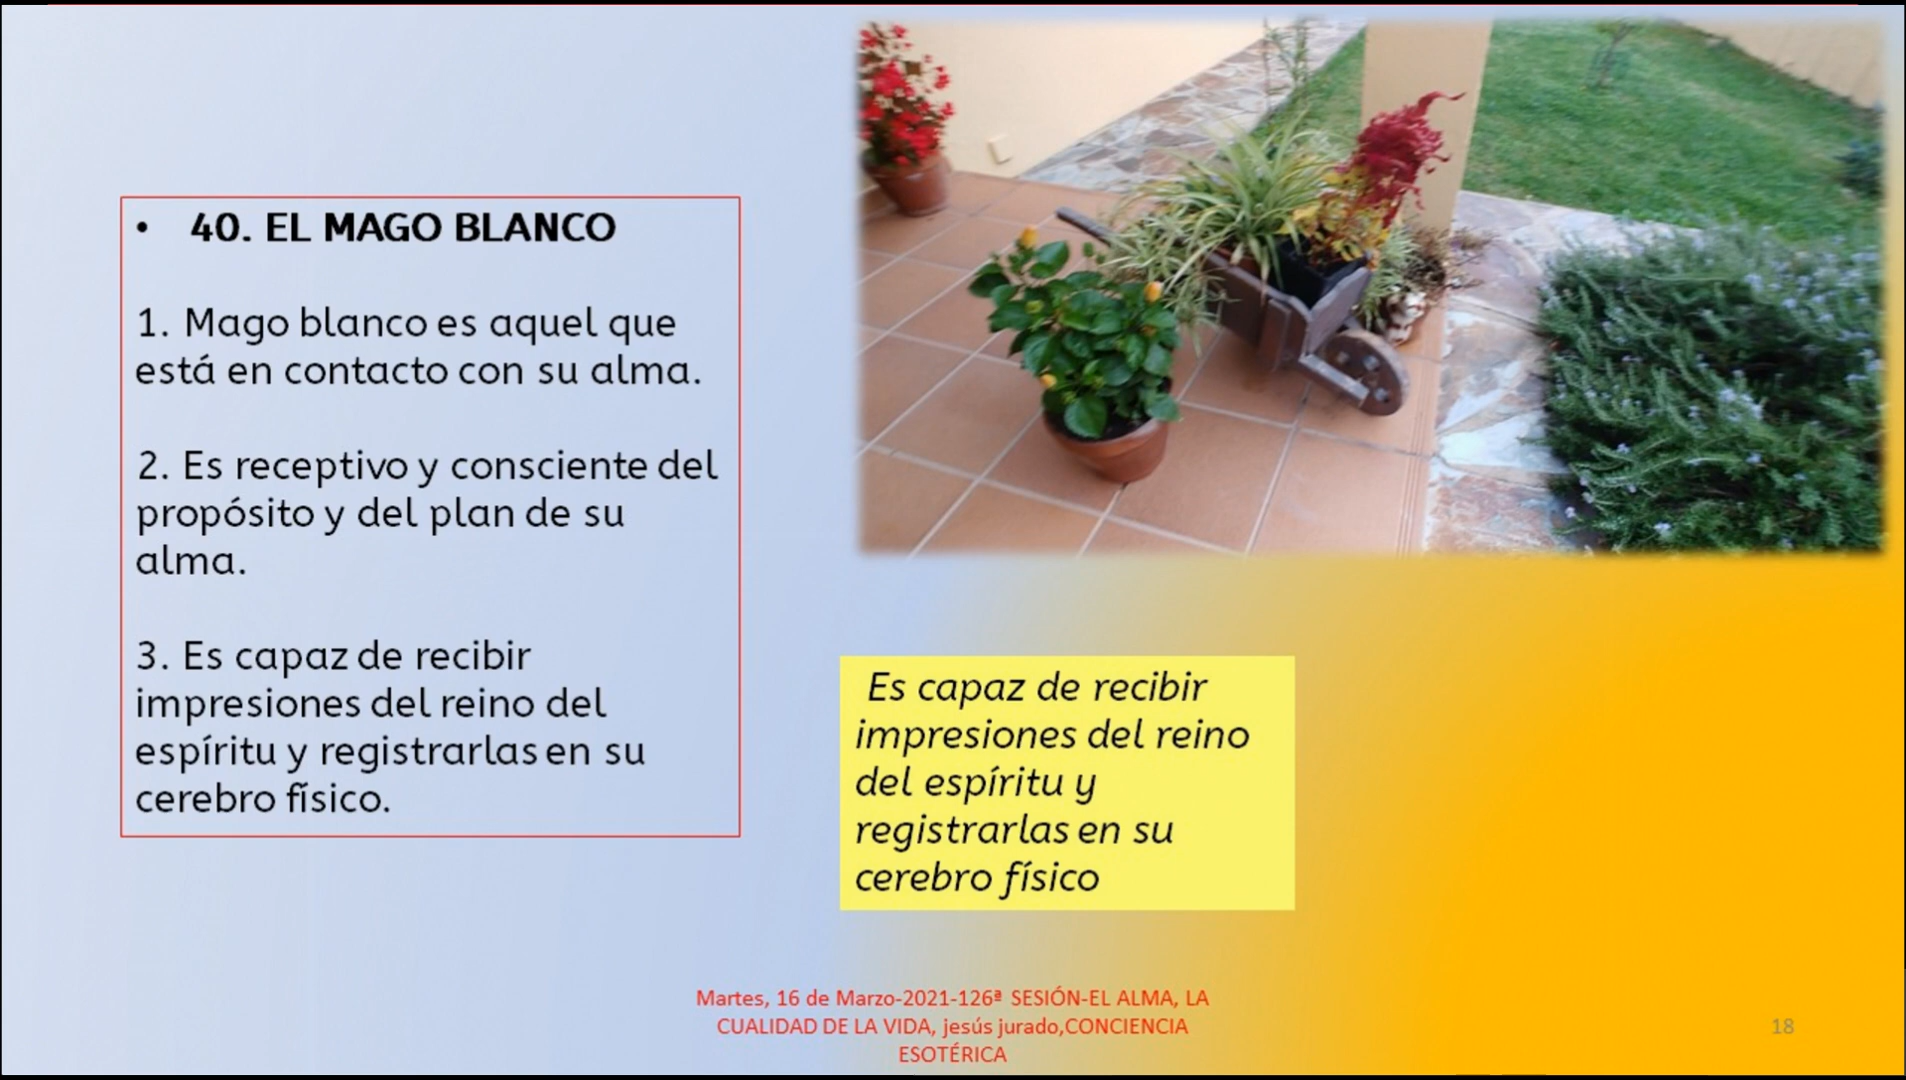 • 40. EL MAGO BLANCO
1. Mago blanco es aquel que
está en contacto con su alma.
2. Es receptivo y consciente del
propósito y del plan de su
alma.
3. Es capaz de recibir
impresiones del reino del
espíritu y registrarlas en su
cerebro físico.
Es capaz de recibir
impresiones del reino
del espíritu y
registrarlas en su
cerebro físico
Martes, 16 de Marzo-2021-126ª SESIÓN-EL ALMA, LA
CUALIDAD DE LA VIDA, jesús jurado,CONCIENCIA
ESOTÉRICA
18